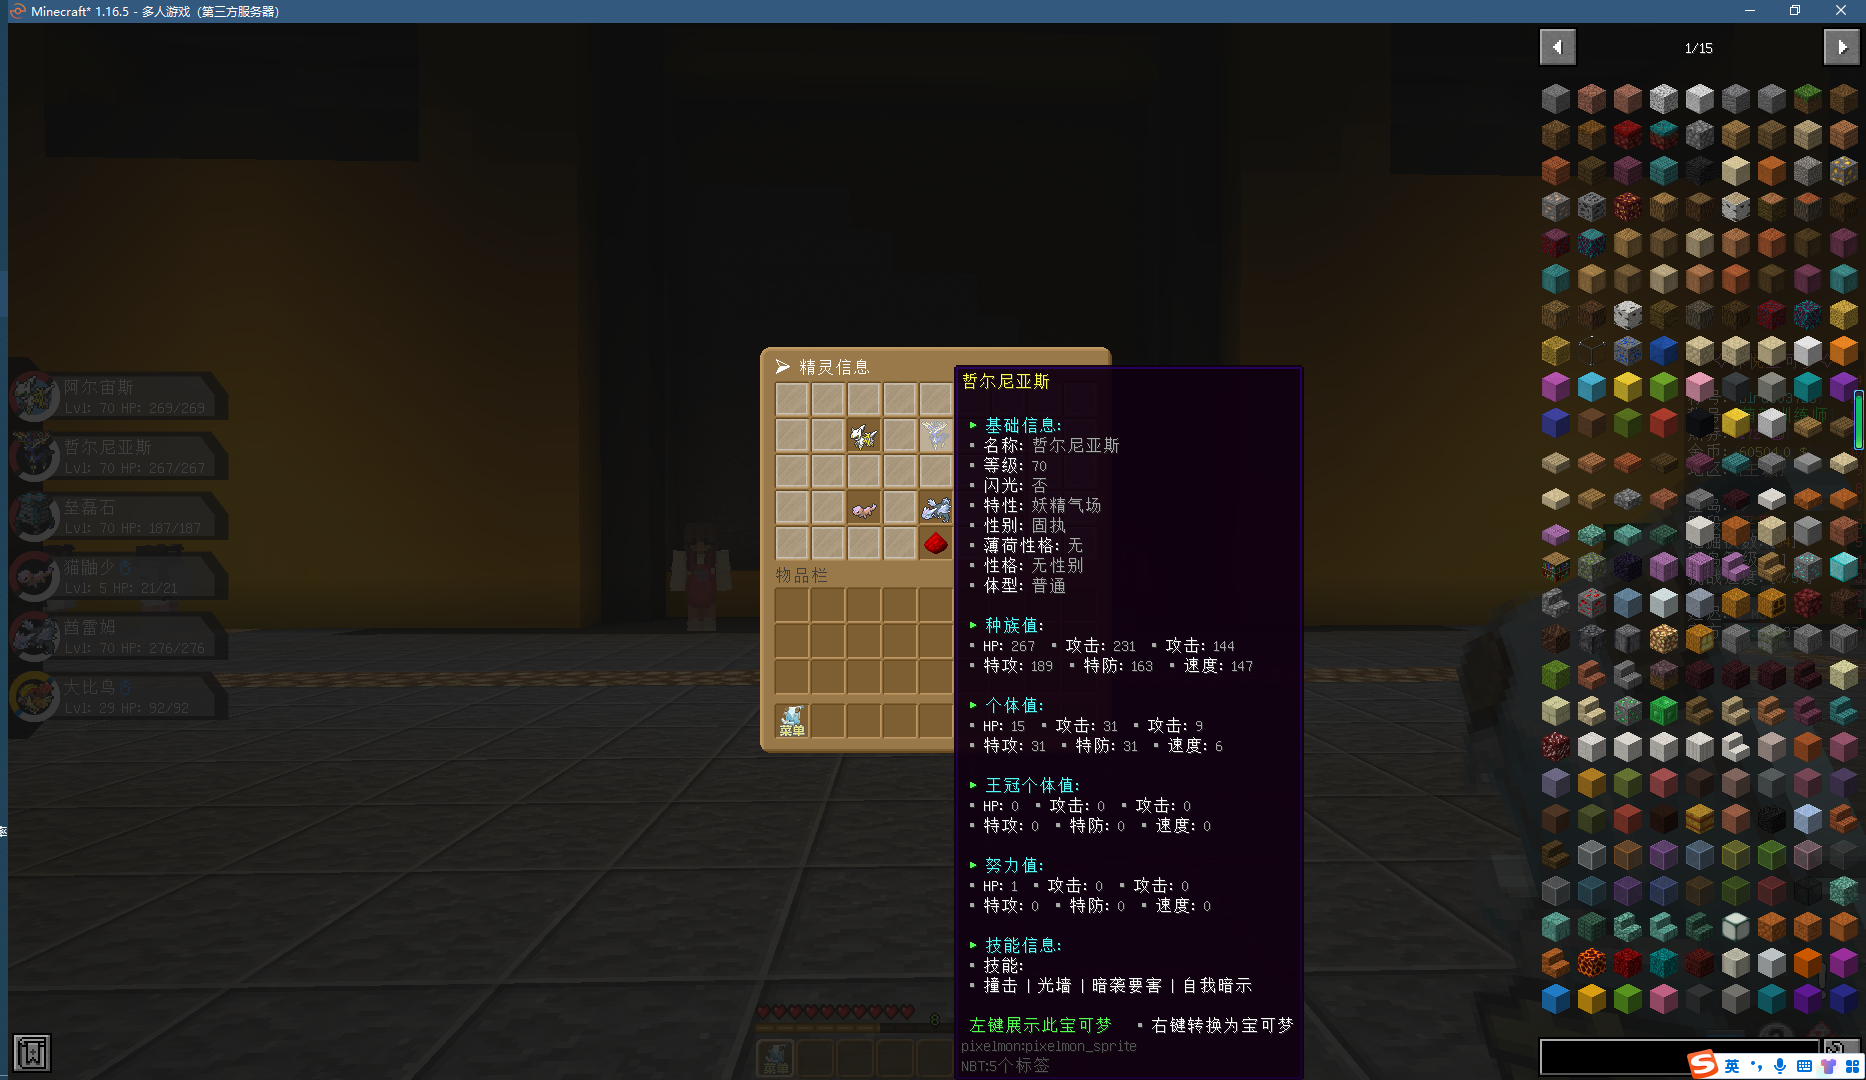 Minecraft* 1.16.5 - 多人游戏（第三方服务器）
1/15
阿尔宙斯
Lvl: 70 HP: 269/269
哲尔尼亚斯
Lvl: 70 HP: 267/267
垒磊石
Lvl: 70 HP: 187/187
猫鼬少
Lvl: 5 HP: 21/21
酋雷姆
Lvl: 70 HP: 276/276
大比鸟
Lvl: 29 HP: 92/92
精灵信息
物品栏
菜单
哲尔尼亚斯
基础信息:
名称: 哲尔尼亚斯
等级: 70
闪光: 否
特性: 妖精气场
性别: 固执
薄荷性格: 无
性格: 无性别
体型: 普通
种族值:
HP: 267 ▪ 攻击: 231 ▪ 攻击: 144
特攻: 189 ▪ 特防: 163 ▪ 速度: 147
个体值:
HP: 15 ▪ 攻击: 31 ▪ 攻击: 9
特攻: 31 ▪ 特防: 31 ▪ 速度: 6
王冠个体值:
HP: 0 ▪ 攻击: 0 ▪ 攻击: 0
特攻: 0 ▪ 特防: 0 ▪ 速度: 0
努力值:
HP: 1 ▪ 攻击: 0 ▪ 攻击: 0
特攻: 0 ▪ 特防: 0 ▪ 速度: 0
技能信息:
技能:
撞击 | 光墙 | 暗袭要害 | 自我暗示
左键展示此宝可梦 ▪ 右键转换为宝可梦
pixelmon:pixelmon_sprite
NBT:5个标签
8
菜单
英